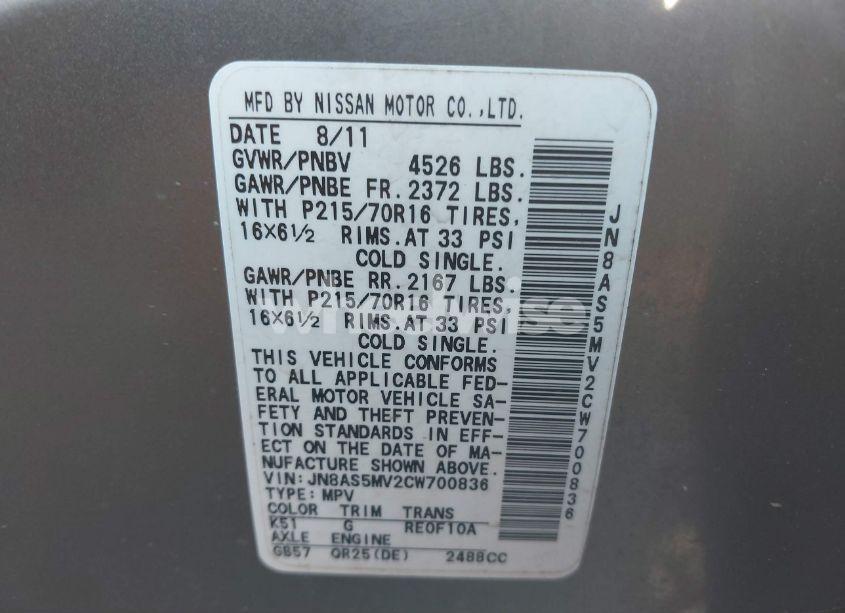 MFD BY NISSAN MOTOR CO.,LTD.
DATE 8/11
GVWR/PNBV 4526 LBS.
GAWR/PNBE FR. 2372 LBS.
WITH P215/70R16 TIRES,
16X6½ RIMS. AT 33 PSI
COLD SINGLE.
GAWR/PNBE RR. 2167 LBS.
WITH P215/70R16 TIRES,
16X6½ RIMS. AT 33 PSI
COLD SINGLE.
THIS VEHICLE CONFORMS
TO ALL APPLICABLE FED-
ERAL MOTOR VEHICLE SA-
FETY AND THEFT PREVEN-
TION STANDARDS IN EFF-
ECT ON THE DATE OF MA-
NUFACTURE SHOWN ABOVE.
VIN: JN8AS5MV2CW700836
TYPE: MPV
COLOR TRIM TRANS
K51 G RE0F10A
AXLE ENGINE
GB57 QR25(DE) 2488CC
JN8AS5MV2CW700836